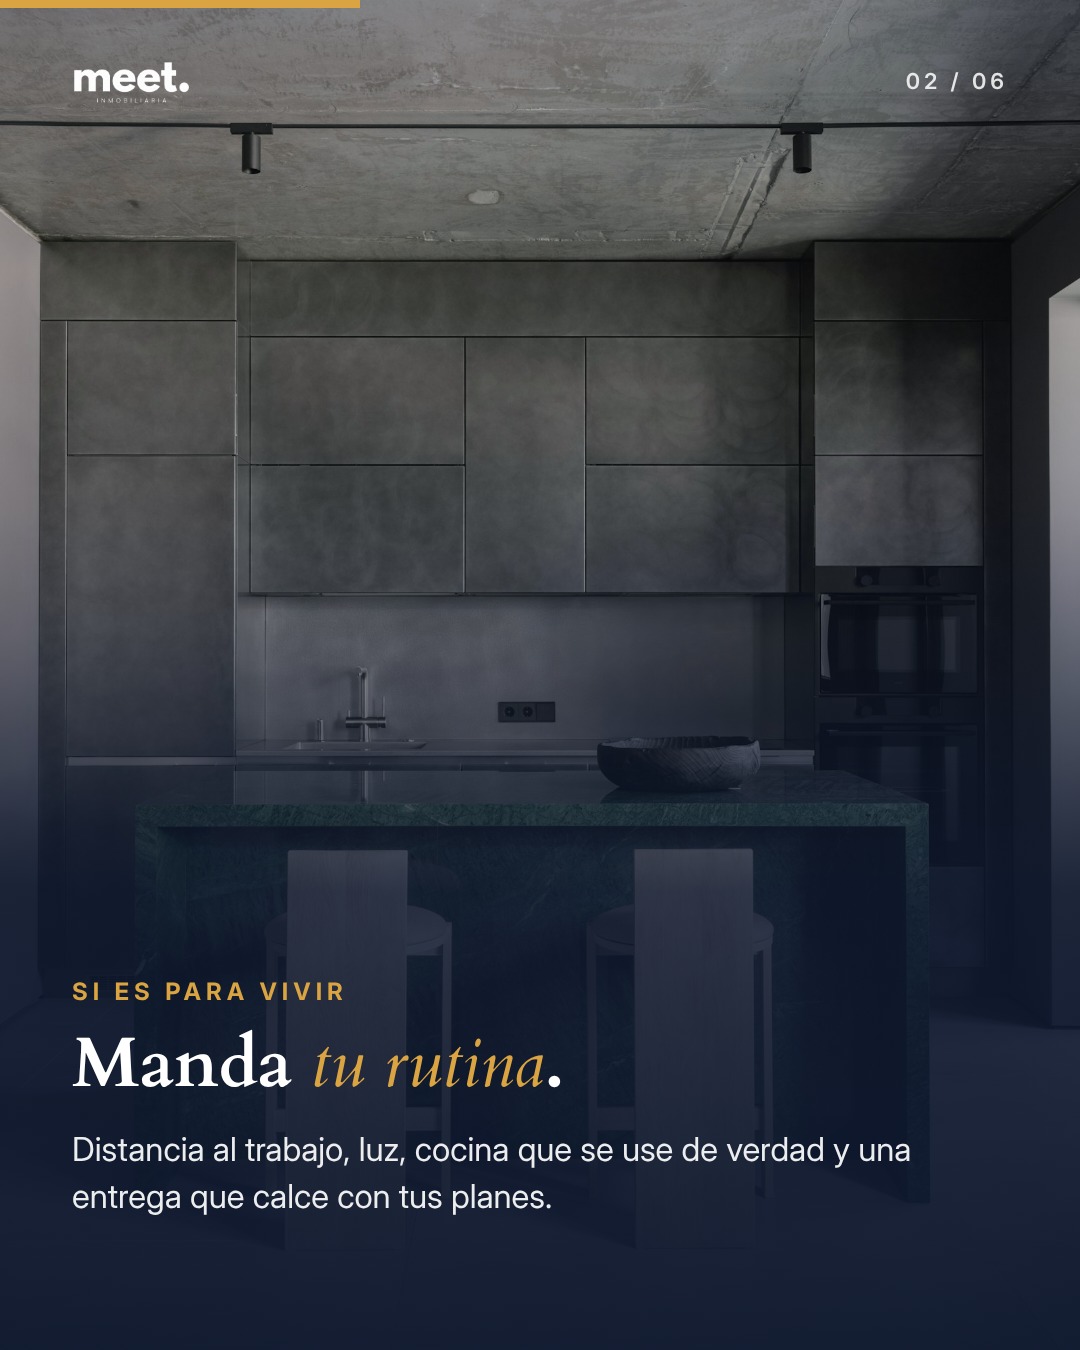 meet.
INMOBILIARIA
02 / 06
SI ES PARA VIVIR
Manda tu rutina.
Distancia al trabajo, luz, cocina que se use de verdad y una
entrega que calce con tus planes.